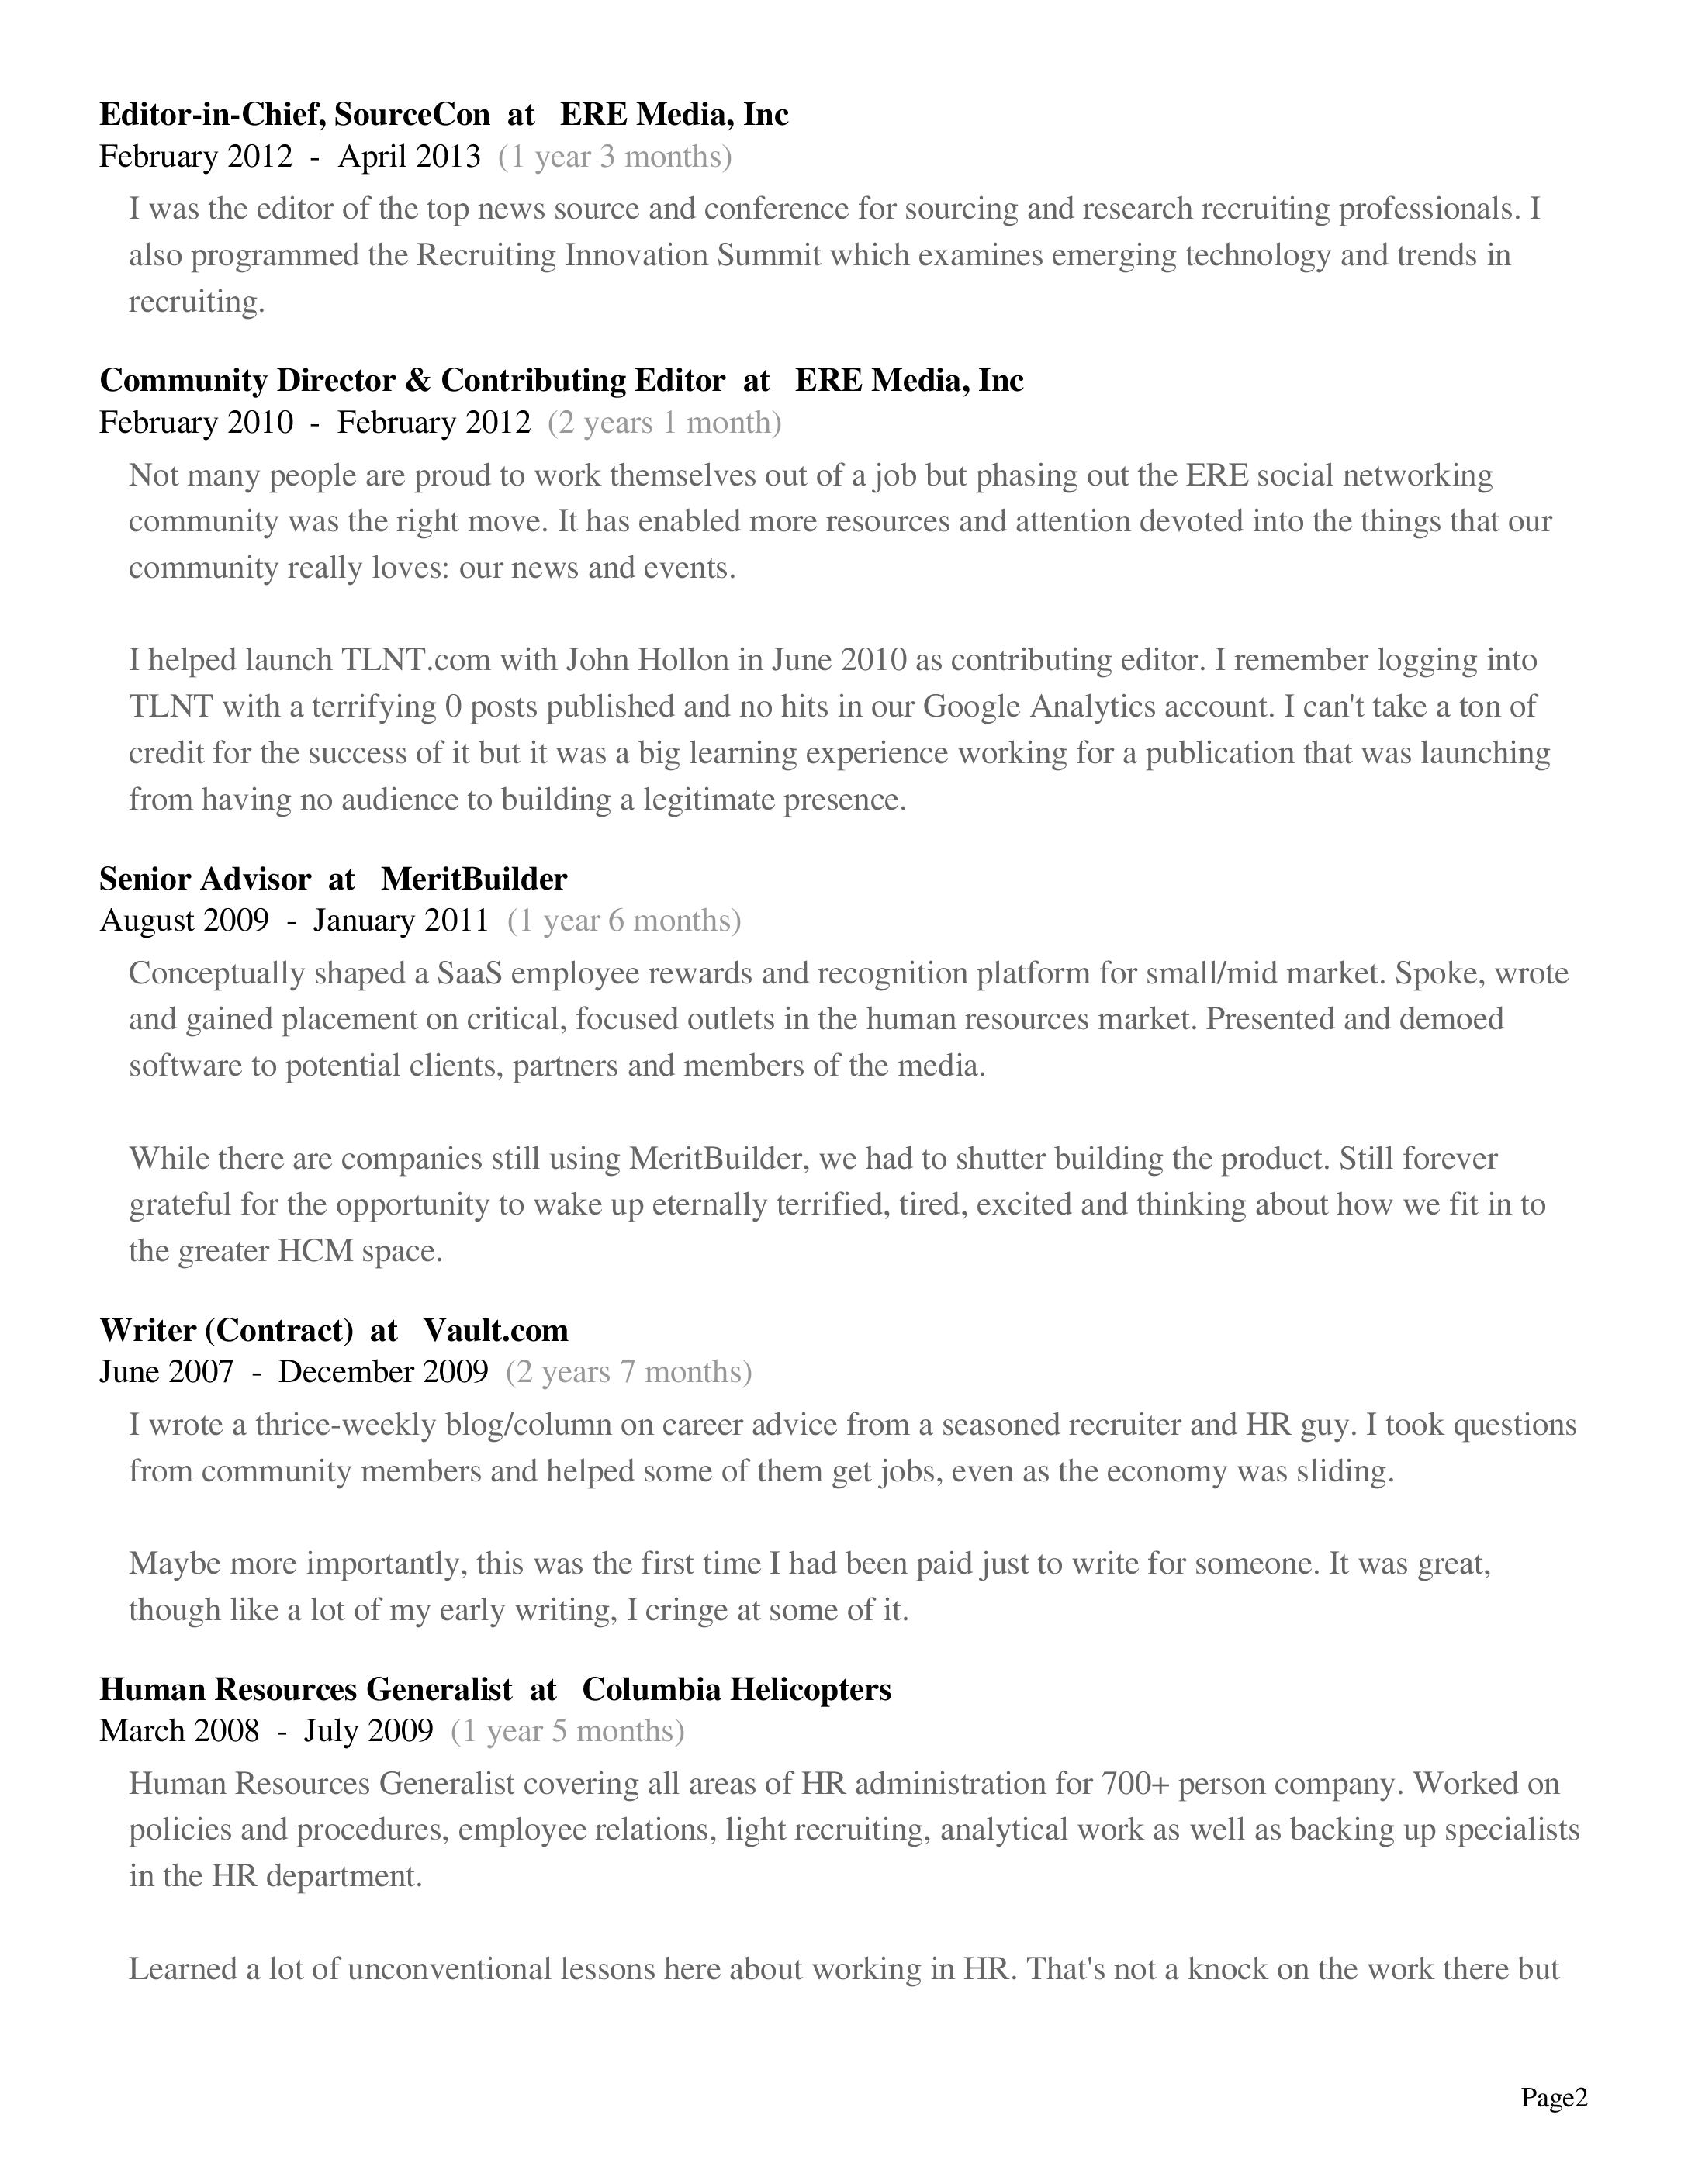 Editor-in-Chief, SourceCon at ERE Media, Inc
February 2012 - April 2013 (1 year 3 months)
I was the editor of the top news source and conference for sourcing and research recruiting professionals. I
also programmed the Recruiting Innovation Summit which examines emerging technology and trends in
recruiting.
Community Director & Contributing Editor at ERE Media, Inc
February 2010 - February 2012 (2 years 1 month)
Not many people are proud to work themselves out of a job but phasing out the ERE social networking
community was the right move. It has enabled more resources and attention devoted into the things that our
community really loves: our news and events.
I helped launch TLNT.com with John Hollon in June 2010 as contributing editor. I remember logging into
TLNT with a terrifying 0 posts published and no hits in our Google Analytics account. I can't take a ton of
credit for the success of it but it was a big learning experience working for a publication that was launching
from having no audience to building a legitimate presence.
Senior Advisor at MeritBuilder
August 2009 - January 2011 (1 year 6 months)
Conceptually shaped a SaaS employee rewards and recognition platform for small/mid market. Spoke, wrote
and gained placement on critical, focused outlets in the human resources market. Presented and demoed
software to potential clients, partners and members of the media.
While there are companies still using MeritBuilder, we had to shutter building the product. Still forever
grateful for the opportunity to wake up eternally terrified, tired, excited and thinking about how we fit in to
the greater HCM space.
Writer (Contract) at Vault.com
June 2007 - December 2009 (2 years 7 months)
I wrote a thrice-weekly blog/column on career advice from a seasoned recruiter and HR guy. I took questions
from community members and helped some of them get jobs, even as the economy was sliding.
Maybe more importantly, this was the first time I had been paid just to write for someone. It was great,
though like a lot of my early writing, I cringe at some of it.
Human Resources Generalist at Columbia Helicopters
March 2008 - July 2009 (1 year 5 months)
Human Resources Generalist covering all areas of HR administration for 700+ person company. Worked on
policies and procedures, employee relations, light recruiting, analytical work as well as backing up specialists
in the HR department.
Learned a lot of unconventional lessons here about working in HR. That's not a knock on the work there but
Page2